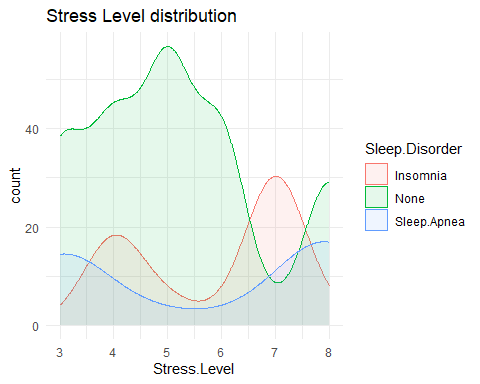 Stress Level distribution
count
40
20
0
3 4 5 6 7 8
Stress.Level
Sleep.Disorder
Insomnia
None
Sleep.Apnea